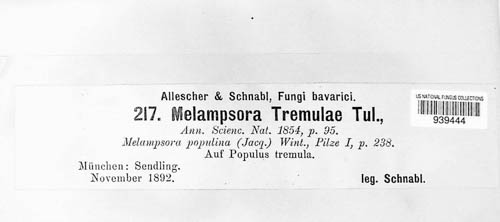 Allescher & Schnabl, Fungi bavarici.
217. Melampsora Tremulae Tul.,
Ann. Scienc. Nat. 1854, p. 95.
Melampsora populina (Jacq.) Wint., Pilze I, p. 238.
Auf Populus tremula.
München: Sendling.
November 1892. leg. Schnabl.
US NATIONAL FUNGUS COLLECTIONS
939444